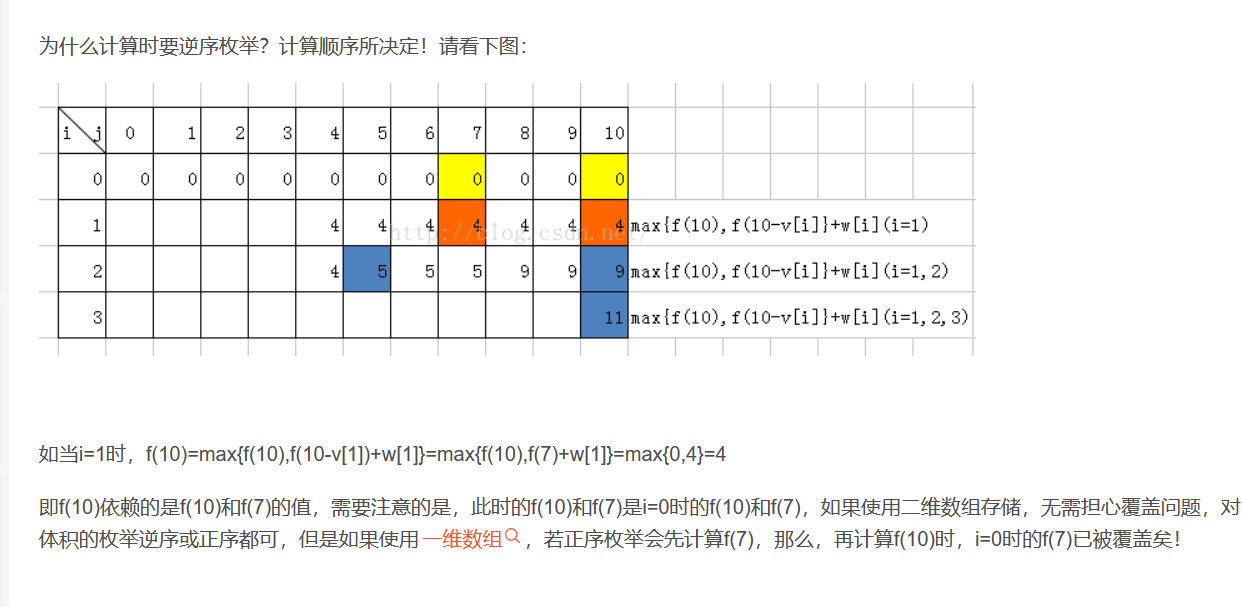 为什么计算时要逆序枚举？计算顺序所决定！请看下图：
i j 0 1 2 3 4 5 6 7 8 9 10
0 0 0 0 0 0 0 0 0 0 0 0
1 4 4 4 4 4 4 4 max{f(10),f(10-v[i]}+w[i](i=1)
http://blog.csdn.net/
2 4 5 5 5 9 9 9 max{f(10),f(10-v[i]}+w[i](i=1,2)
3 11 max{f(10),f(10-v[i]}+w[i](i=1,2,3)
如当i=1时，f(10)=max{f(10),f(10-v[1])+w[1]}=max{f(10),f(7)+w[1]}=max{0,4}=4
即f(10)依赖的是f(10)和f(7)的值，需要注意的是，此时的f(10)和f(7)是i=0时的f(10)和f(7)，如果使用二维数组存储，无需担心覆盖问题，对
体积的枚举逆序或正序都可，但是如果使用一维数组，若正序枚举会先计算f(7)，那么，再计算f(10)时，i=0时的f(7)已被覆盖矣！